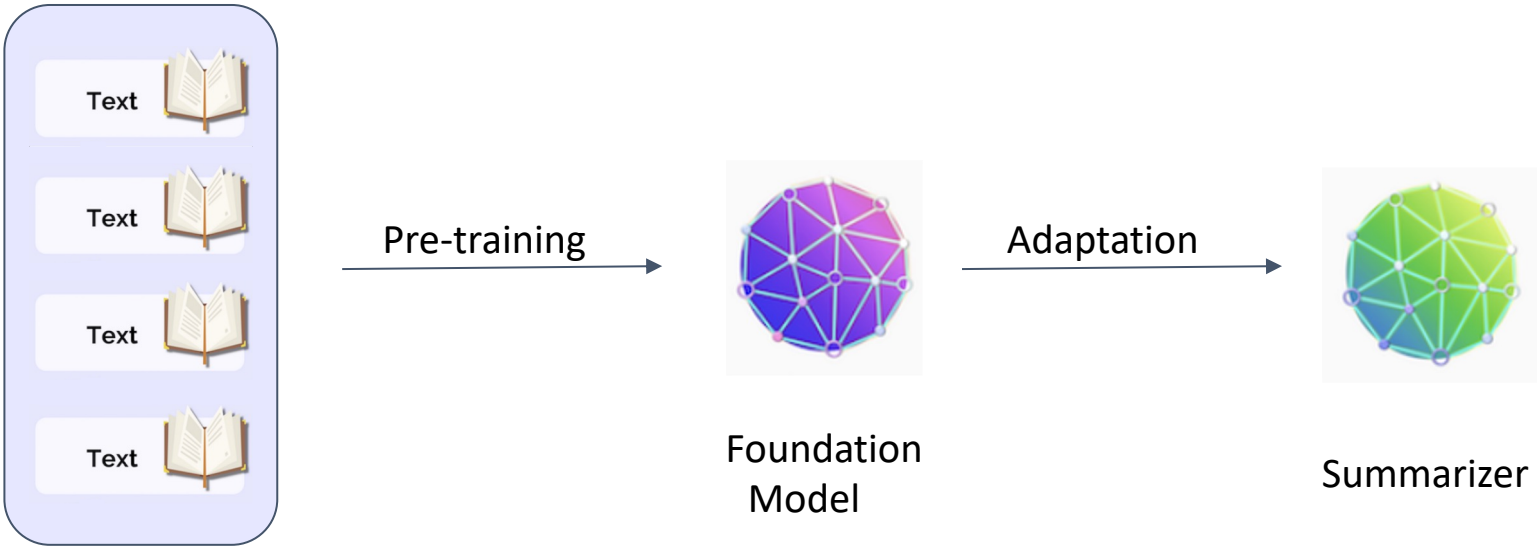 Text
Text
Text
Text
Pre-training
Foundation
Model
Adaptation
Summarizer